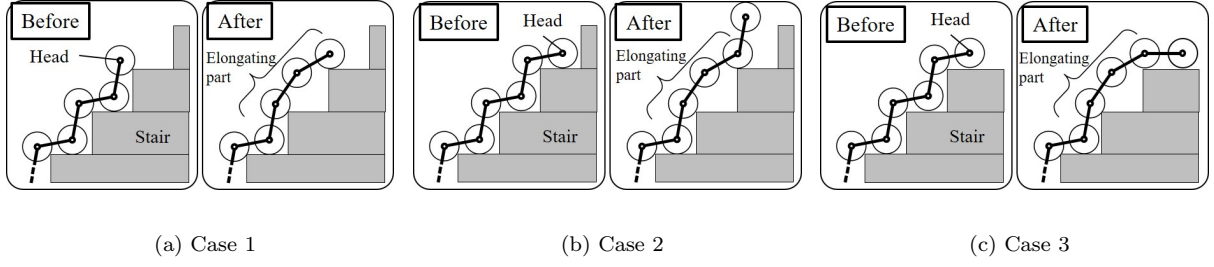 Before
Head
Stair
After
Elongating
part
(a) Case 1
Before
Head
Stair
After
Elongating
part
(b) Case 2
Before
Head
Stair
After
Elongating
part
(c) Case 3